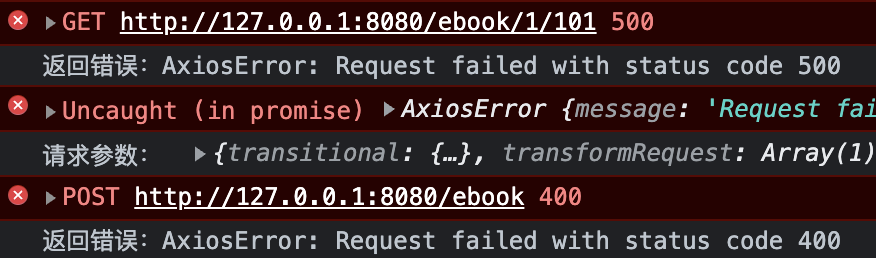 GET http://127.0.0.1:8080/ebook/1/101 500
返回错误: AxiosError: Request failed with status code 500
Uncaught (in promise) AxiosError {message: 'Request fai
请求参数: {transitional: {…}, transformRequest: Array(1)
POST http://127.0.0.1:8080/ebook 400
返回错误: AxiosError: Request failed with status code 400